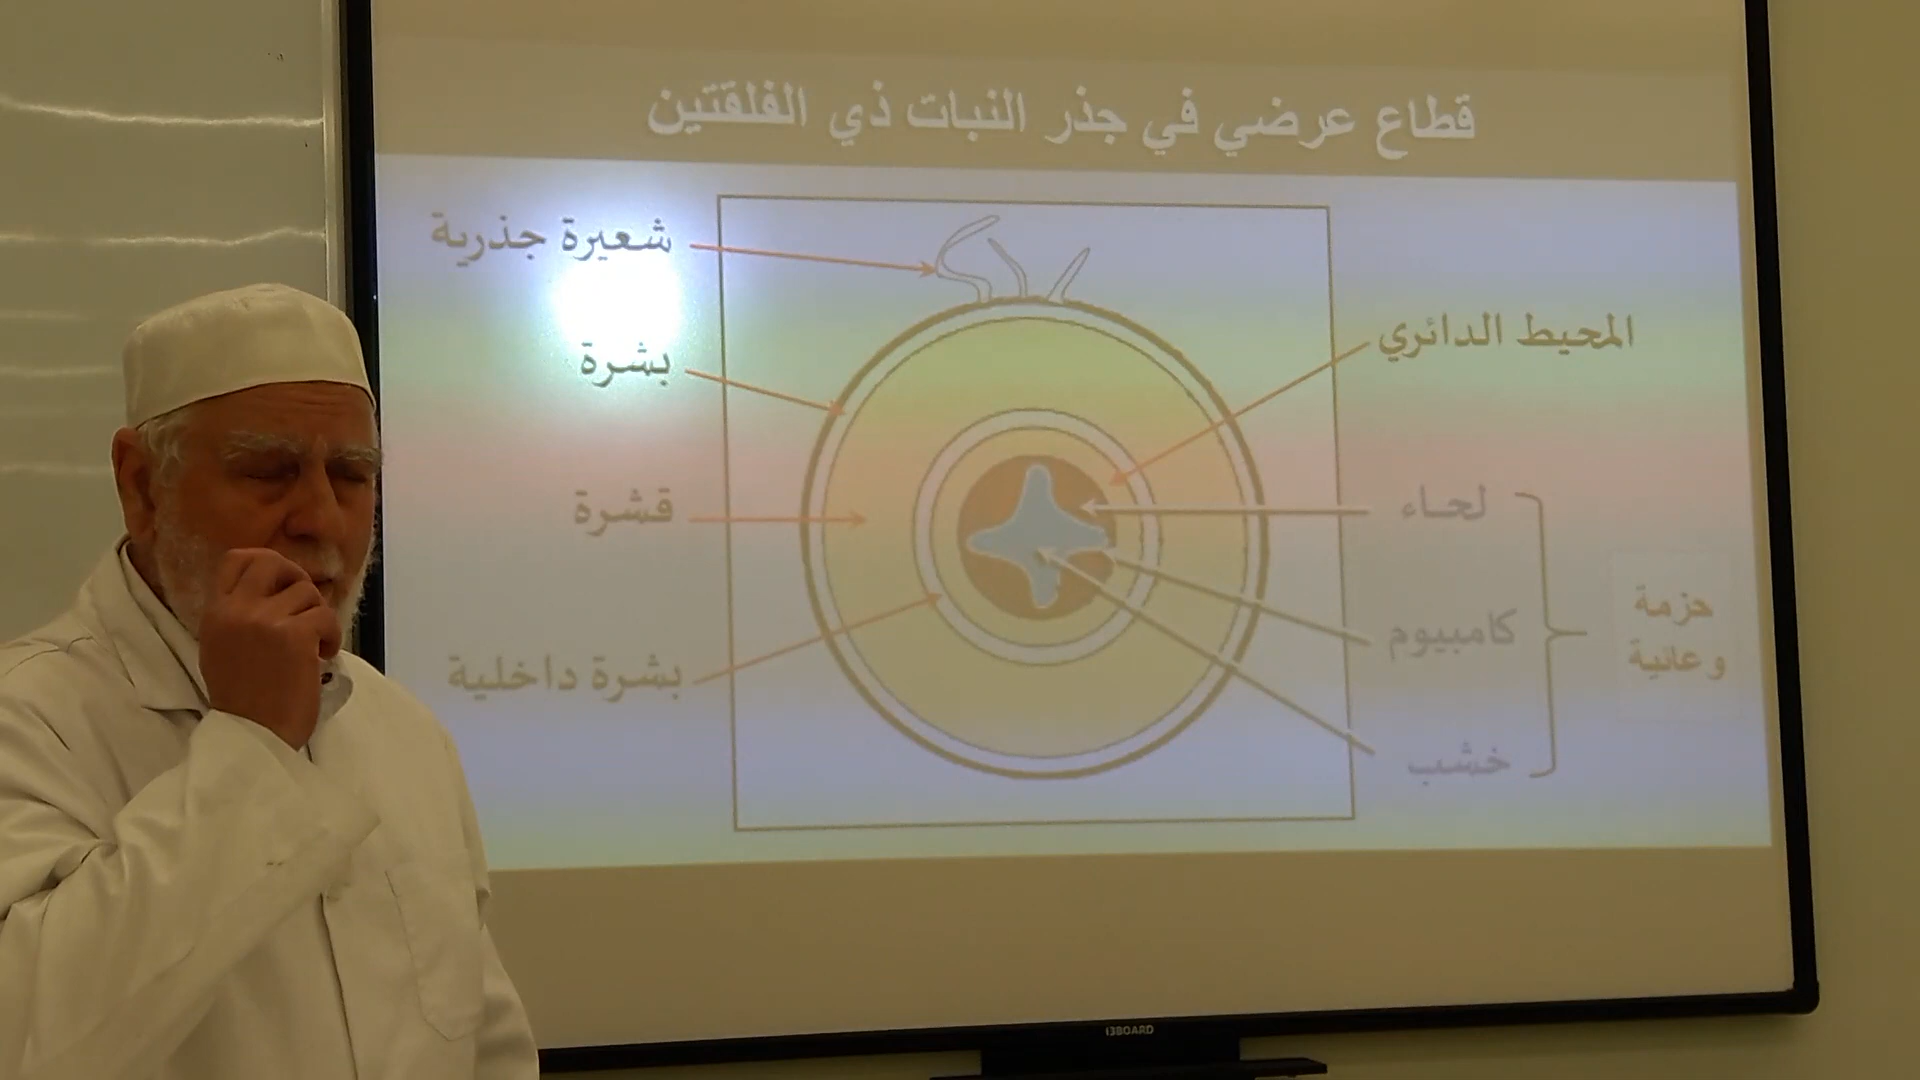 قطاع عرضي في جذر النبات ذي الفلقتين
شعيرة جذرية
المحيط الدائري
بشرة
لحاء
قشرة
حزمة
وعائية
كامبيوم
بشرة داخلية
خشب
i3BOARD